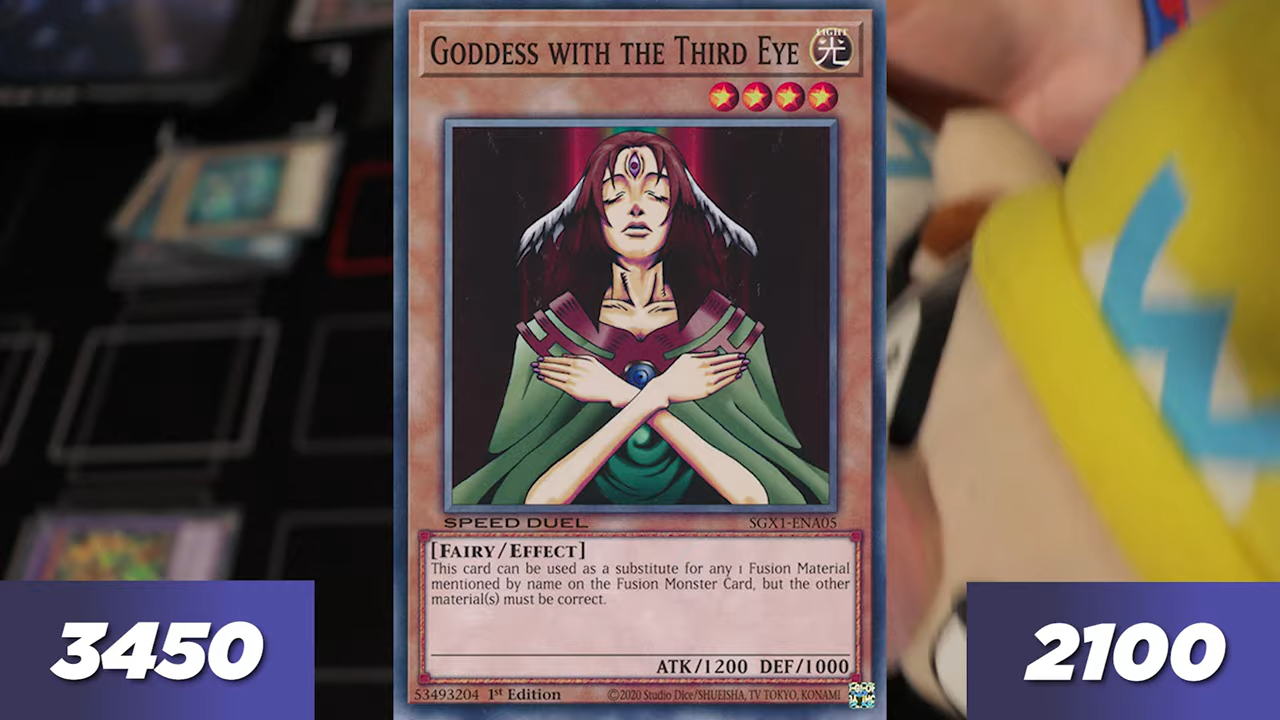 GODDESS WITH THE THIRD EYE
LIGHT
光
SPEED DUEL
SGX1-ENA05
[FAIRY/EFFECT]
This card can be used as a substitute for any 1 Fusion Material
mentioned by name on the Fusion Monster Card, but the other
material(s) must be correct.
ATK/1200 DEF/1000
53493204 1st Edition
©2020 Studio Dice/SHUEISHA, TV TOKYO, KONAMI
3450
2100